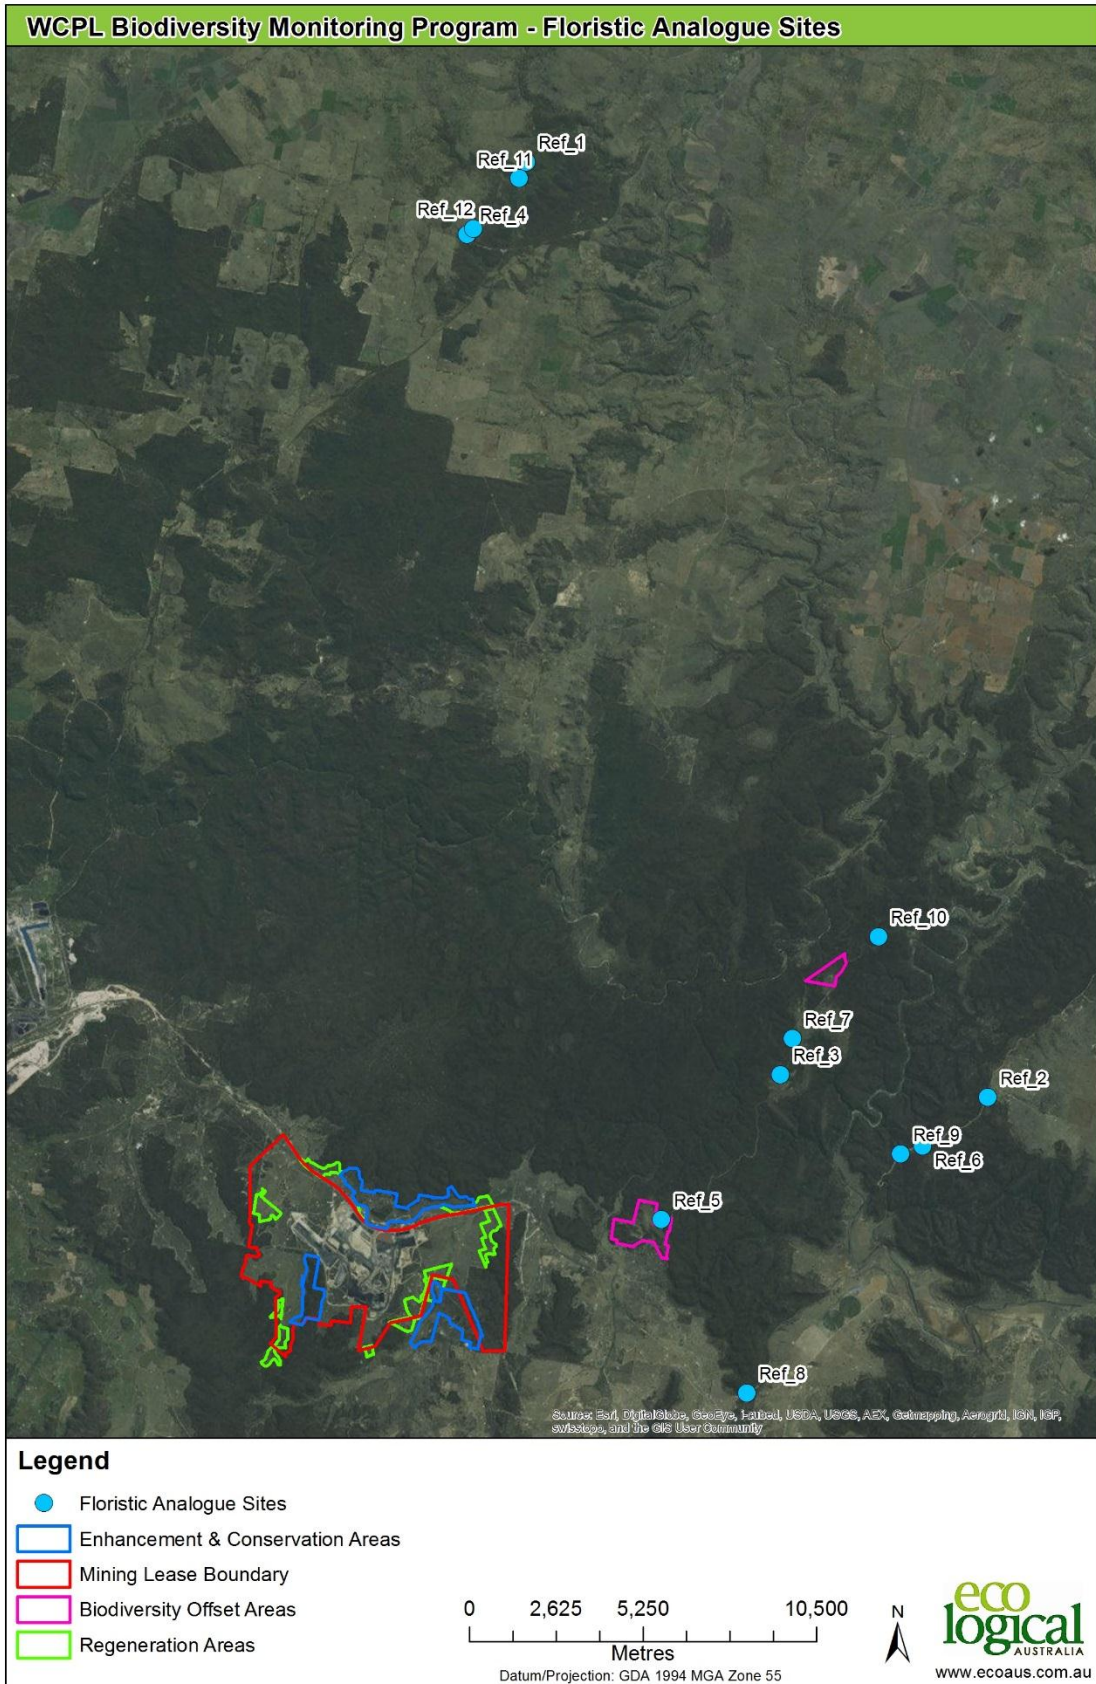 WCPL Biodiversity Monitoring Program - Floristic Analogue Sites
Ref_1
Ref_11
Ref_12
Ref_4
Ref_10
Ref_7
Ref_3
Ref_2
Ref_9
Ref_6
Ref_5
Ref_8
Source: Esri, DigitalGlobe, GeoEye, i-cubed, USDA, USGS, AEX, Getmapping, Aerogrid, IGN, IGP,
swisstopo, and the GIS User Community
Legend
Floristic Analogue Sites
Enhancement & Conservation Areas
Mining Lease Boundary
Biodiversity Offset Areas
Regeneration Areas
0 2,625 5,250 10,500
Metres
Datum/Projection: GDA 1994 MGA Zone 55
N
eco
logical
AUSTRALIA
www.ecoaus.com.au